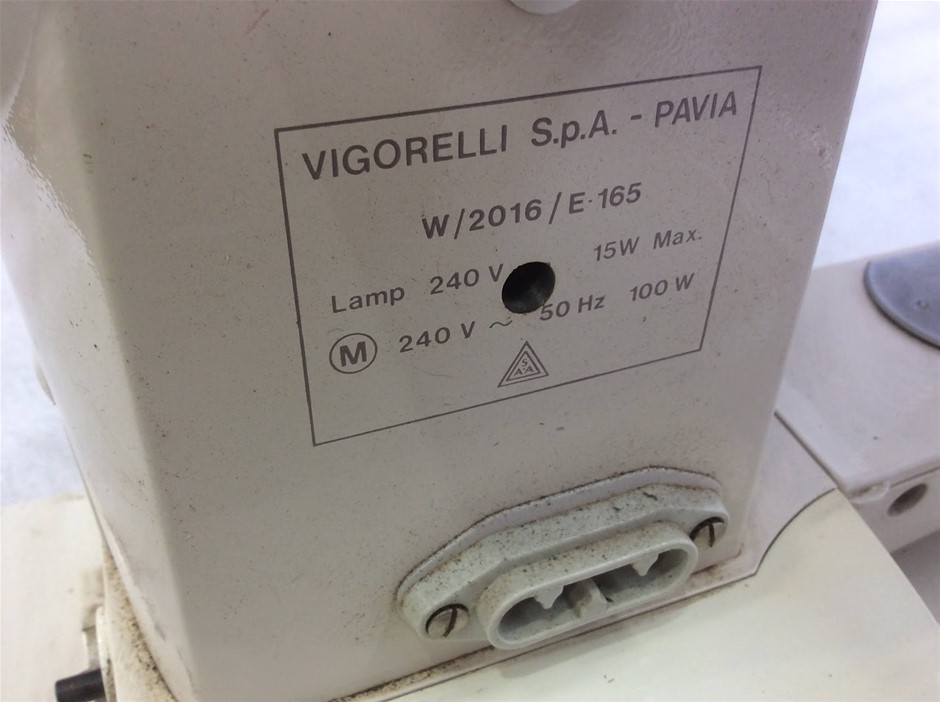 VIGORELLI S.p.A. - PAVIA
W/2016/E-165
Lamp 240 V 15W Max.
M 240 V ~ 50 Hz 100 W
S
A·A